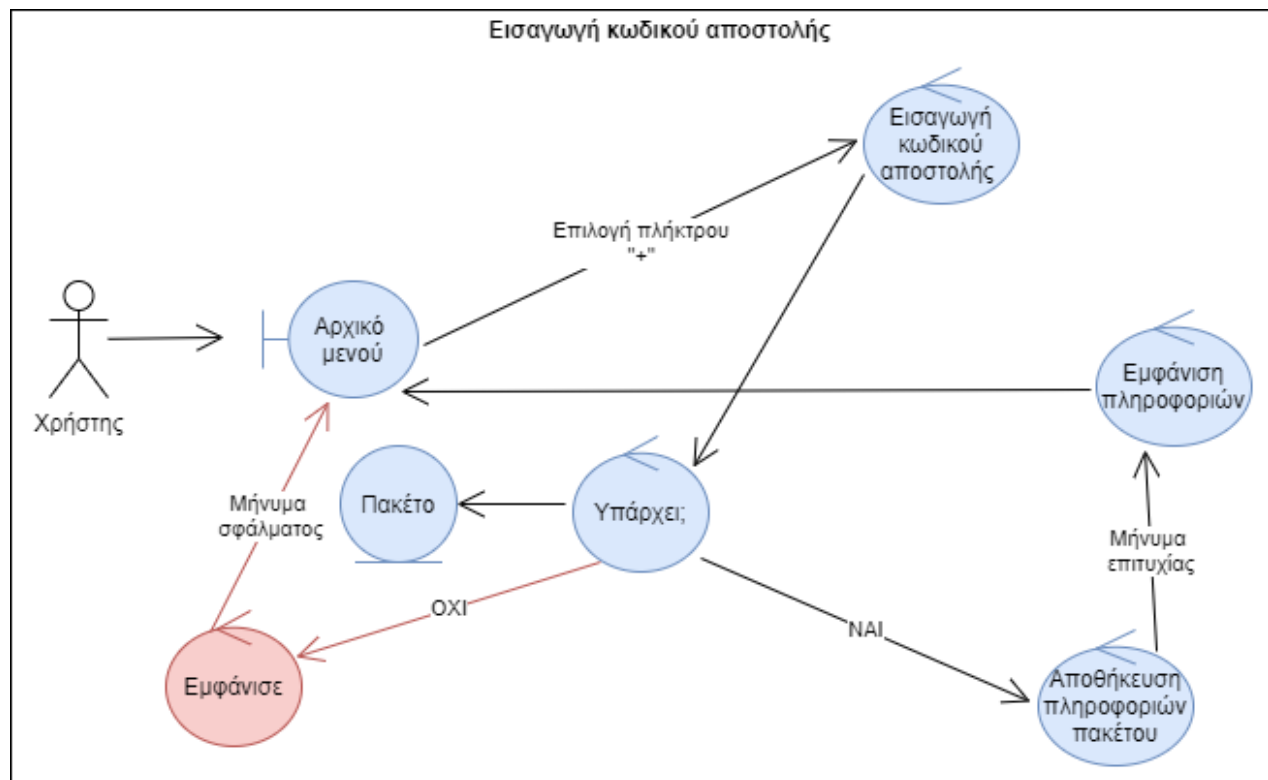 Εισαγωγή κωδικού αποστολής
Εισαγωγή
κωδικού
αποστολής
Επιλογή πλήκτρου
"+"
Αρχικό
μενού
Χρήστης
Εμφάνιση
πληροφοριών
Πακέτο
Υπάρχει;
Μήνυμα
σφάλματος
Μήνυμα
επιτυχίας
ΟΧΙ
ΝΑΙ
Εμφάνισε
Αποθήκευση
πληροφοριών
πακέτου